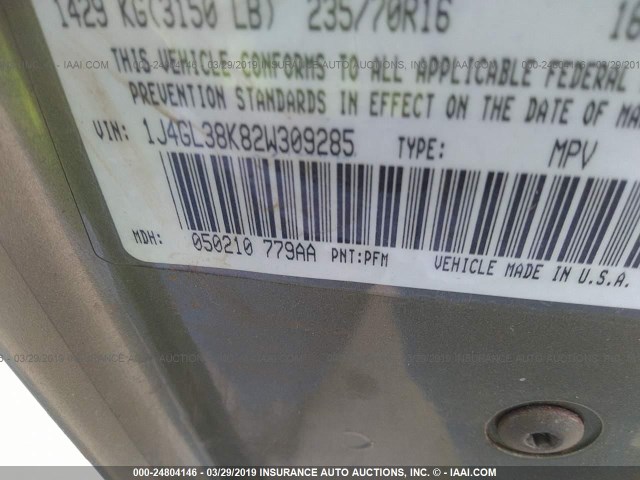 1429 KG(3150 LB) 235/70R16
THIS VEHICLE CONFORMS TO ALL APPLICABLE FEDERAL
PREVENTION STANDARDS IN EFFECT ON THE DATE OF
VIN: 1J4GL38K82W309285 TYPE: MPV
MDH: 050210 779AA PNT:PFM VEHICLE MADE IN U.S.A.
000-24804146 - 03/29/2019 INSURANCE AUTO AUCTIONS, INC. - © IAAI.COM